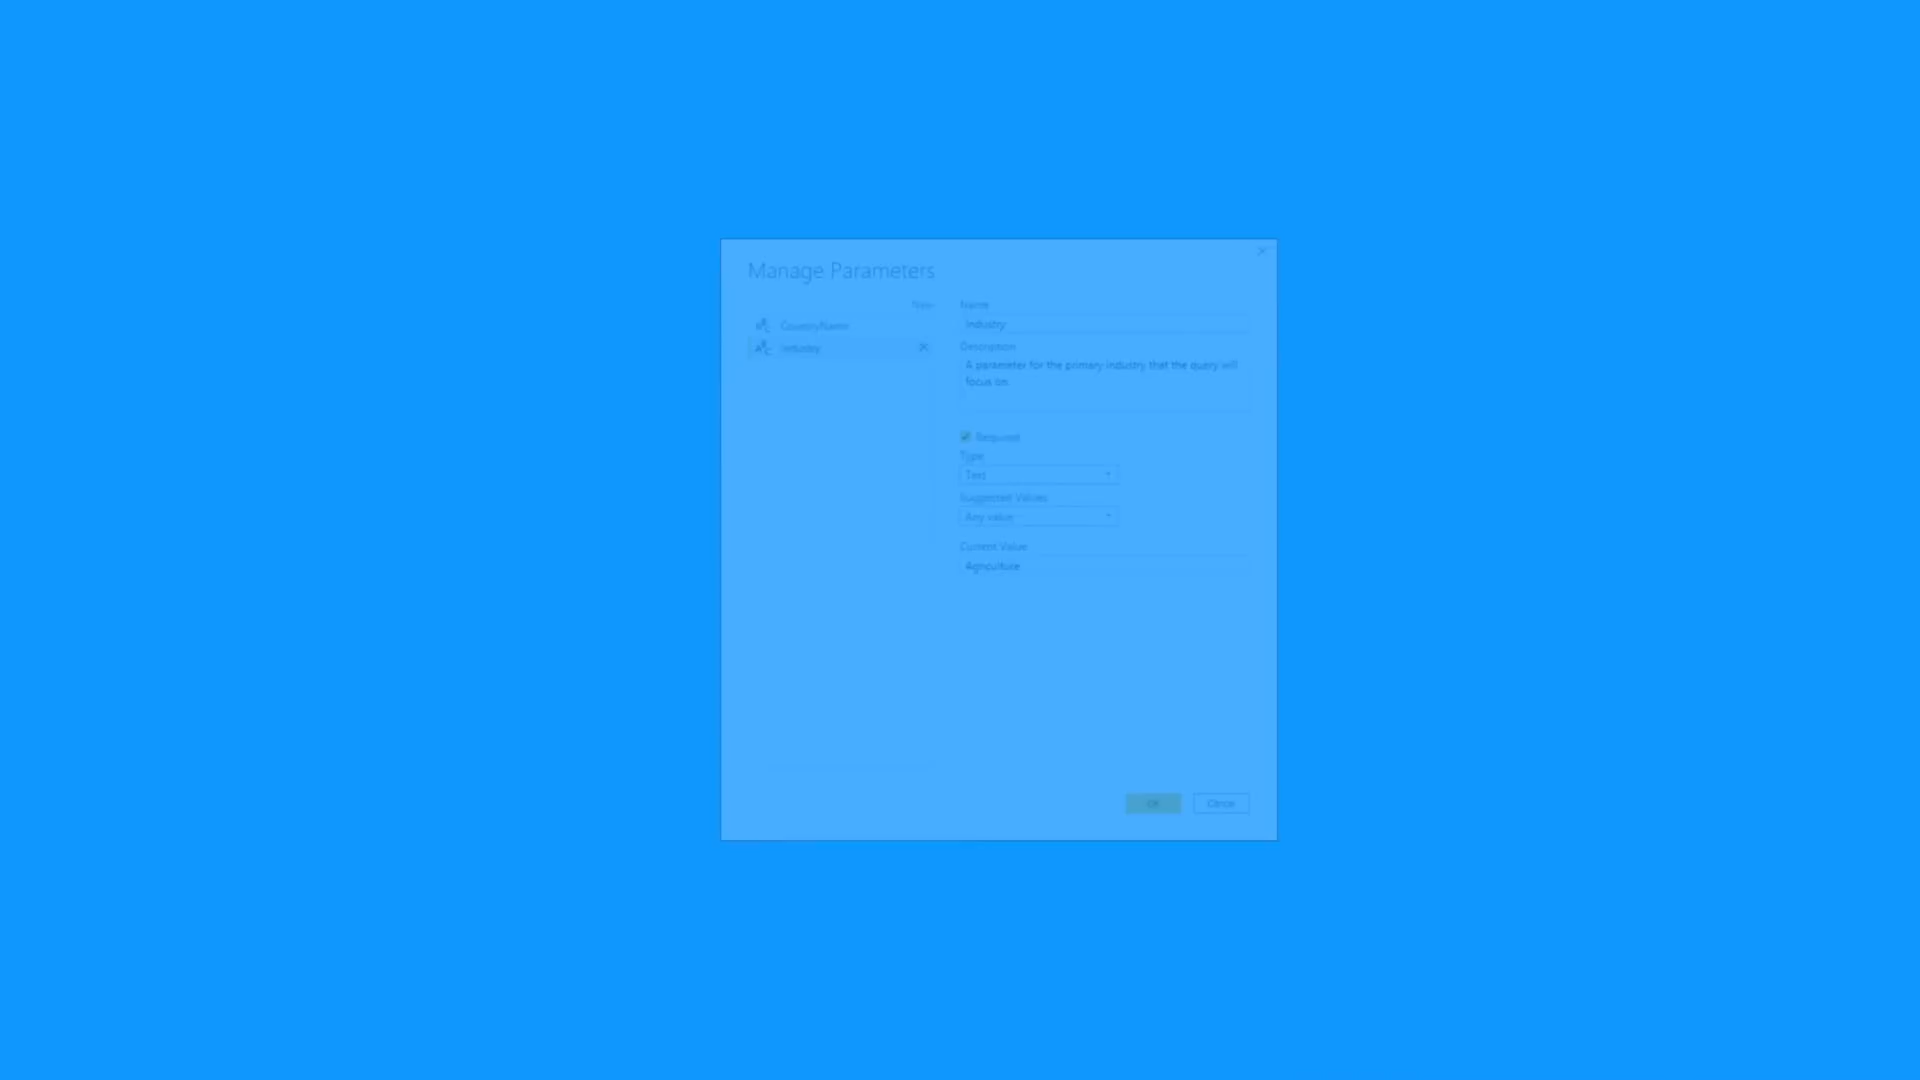 Manage Parameters
New
CountryName
Industry
Name
Industry
Description
A parameter for the primary industry that the query will
focus on.
Required
Type
Text
Suggested Values
Any value
Current Value
Agriculture
OK
Cancel